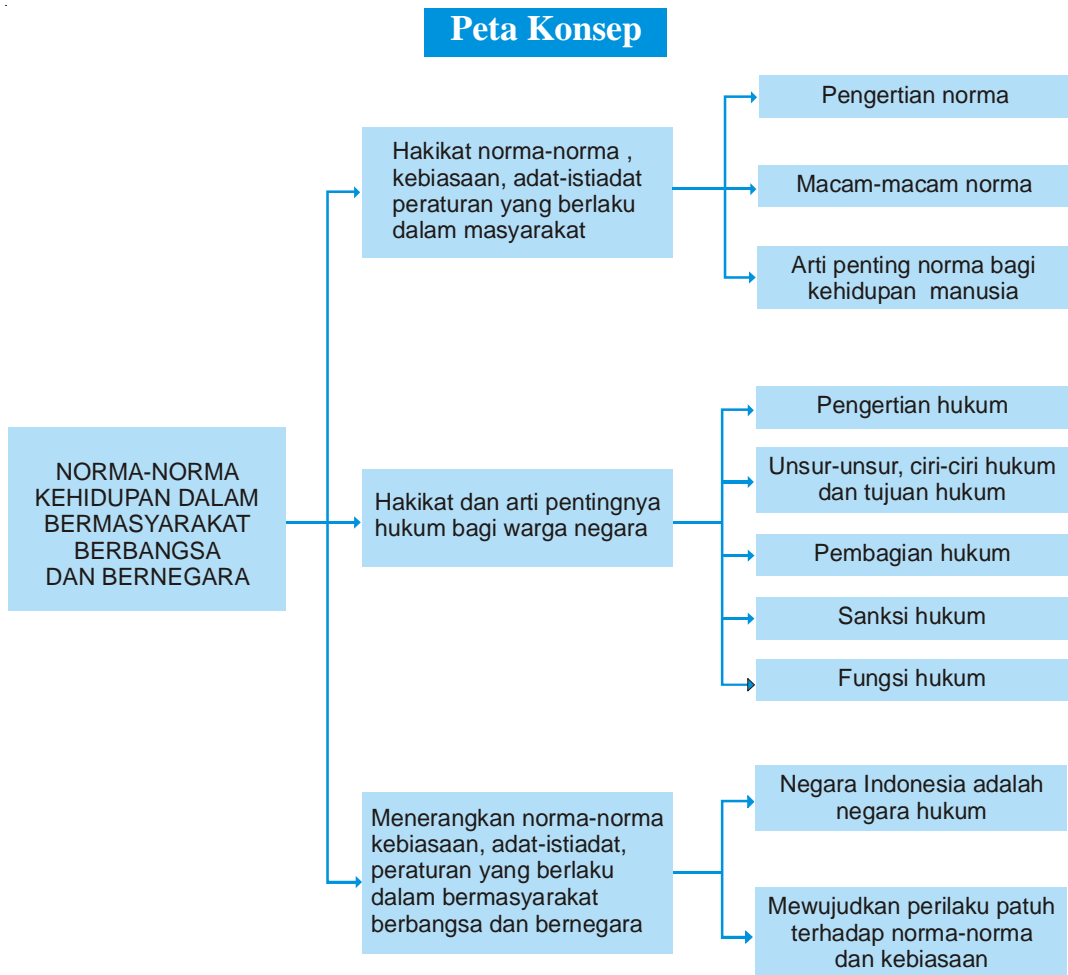 Peta Konsep
NORMA-NORMA
KEHIDUPAN DALAM
BERMASYARAKAT
BERBANGSA
DAN BERNEGARA
Hakikat norma-norma ,
kebiasaan, adat-istiadat
peraturan yang berlaku
dalam masyarakat
Pengertian norma
Macam-macam norma
Arti penting norma bagi
kehidupan manusia
Hakikat dan arti pentingnya
hukum bagi warga negara
Pengertian hukum
Unsur-unsur, ciri-ciri hukum
dan tujuan hukum
Pembagian hukum
Sanksi hukum
Fungsi hukum
Menerangkan norma-norma
kebiasaan, adat-istiadat,
peraturan yang berlaku
dalam bermasyarakat
berbangsa dan bernegara
Negara Indonesia adalah
negara hukum
Mewujudkan perilaku patuh
terhadap norma-norma
dan kebiasaan